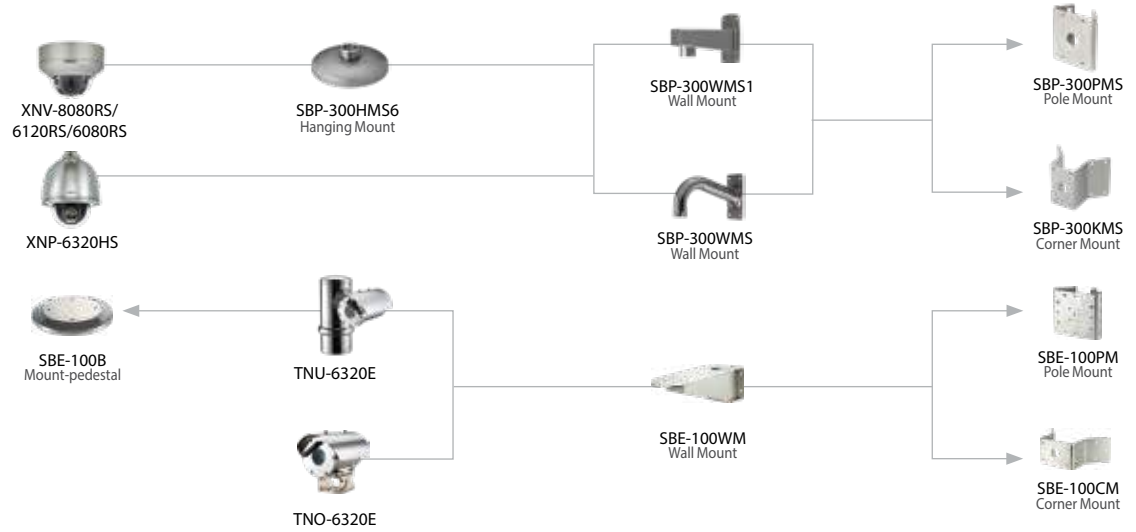 XNV-8080RS/
6120RS/6080RS
SBP-300HMS6
Hanging Mount
SBP-300WMS1
Wall Mount
SBP-300PMS
Pole Mount
XNP-6320HS
SBP-300WMS
Wall Mount
SBP-300KMS
Corner Mount
SBE-100B
Mount-pedestal
TNU-6320E
SBE-100WM
Wall Mount
SBE-100PM
Pole Mount
TNO-6320E
SBE-100CM
Corner Mount